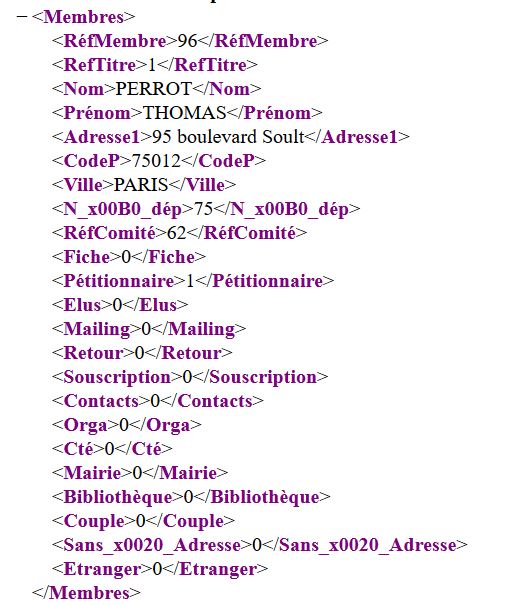 − <Membres>
<RéfMembre>96</RéfMembre>
<RefTitre>1</RefTitre>
<Nom>PERROT</Nom>
<Prénom>THOMAS</Prénom>
<Adresse1>95 boulevard Soult</Adresse1>
<CodeP>75012</CodeP>
<Ville>PARIS</Ville>
<N_x00B0_dép>75</N_x00B0_dép>
<RéfComité>62</RéfComité>
<Fiche>0</Fiche>
<Pétitionnaire>1</Pétitionnaire>
<Elus>0</Elus>
<Mailing>0</Mailing>
<Retour>0</Retour>
<Souscription>0</Souscription>
<Contacts>0</Contacts>
<Orga>0</Orga>
<Cté>0</Cté>
<Mairie>0</Mairie>
<Bibliothèque>0</Bibliothèque>
<Couple>0</Couple>
<Sans_x0020_Adresse>0</Sans_x0020_Adresse>
<Etranger>0</Etranger>
</Membres>